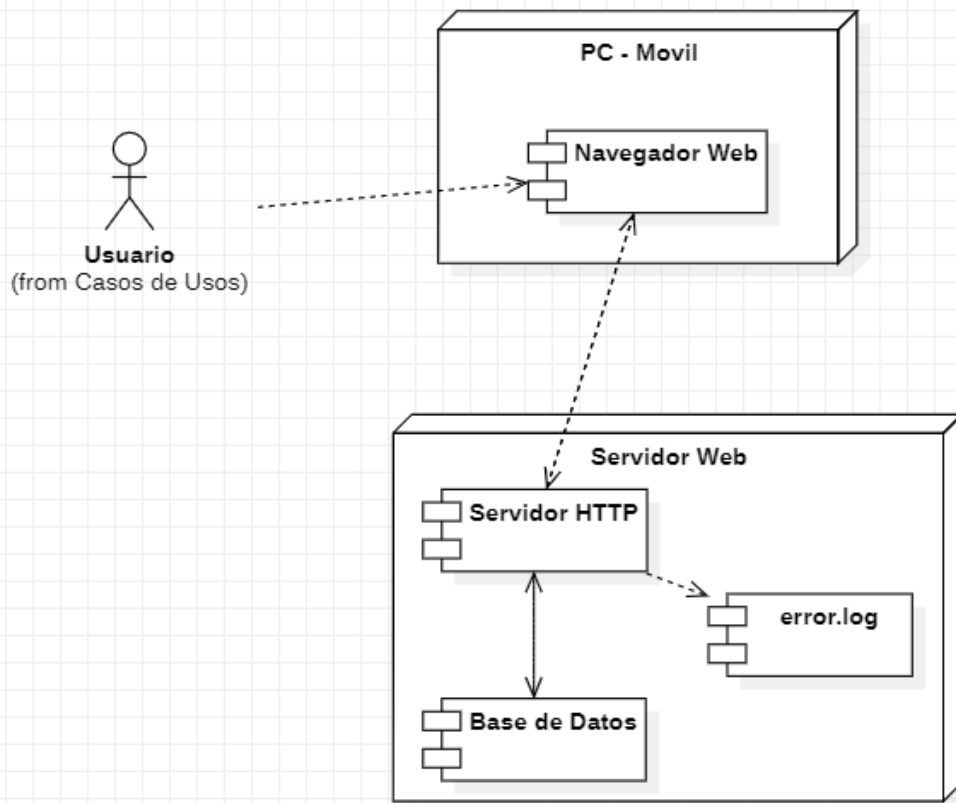 PC - Movil
Navegador Web
Usuario
(from Casos de Usos)
Servidor Web
Servidor HTTP
error.log
Base de Datos